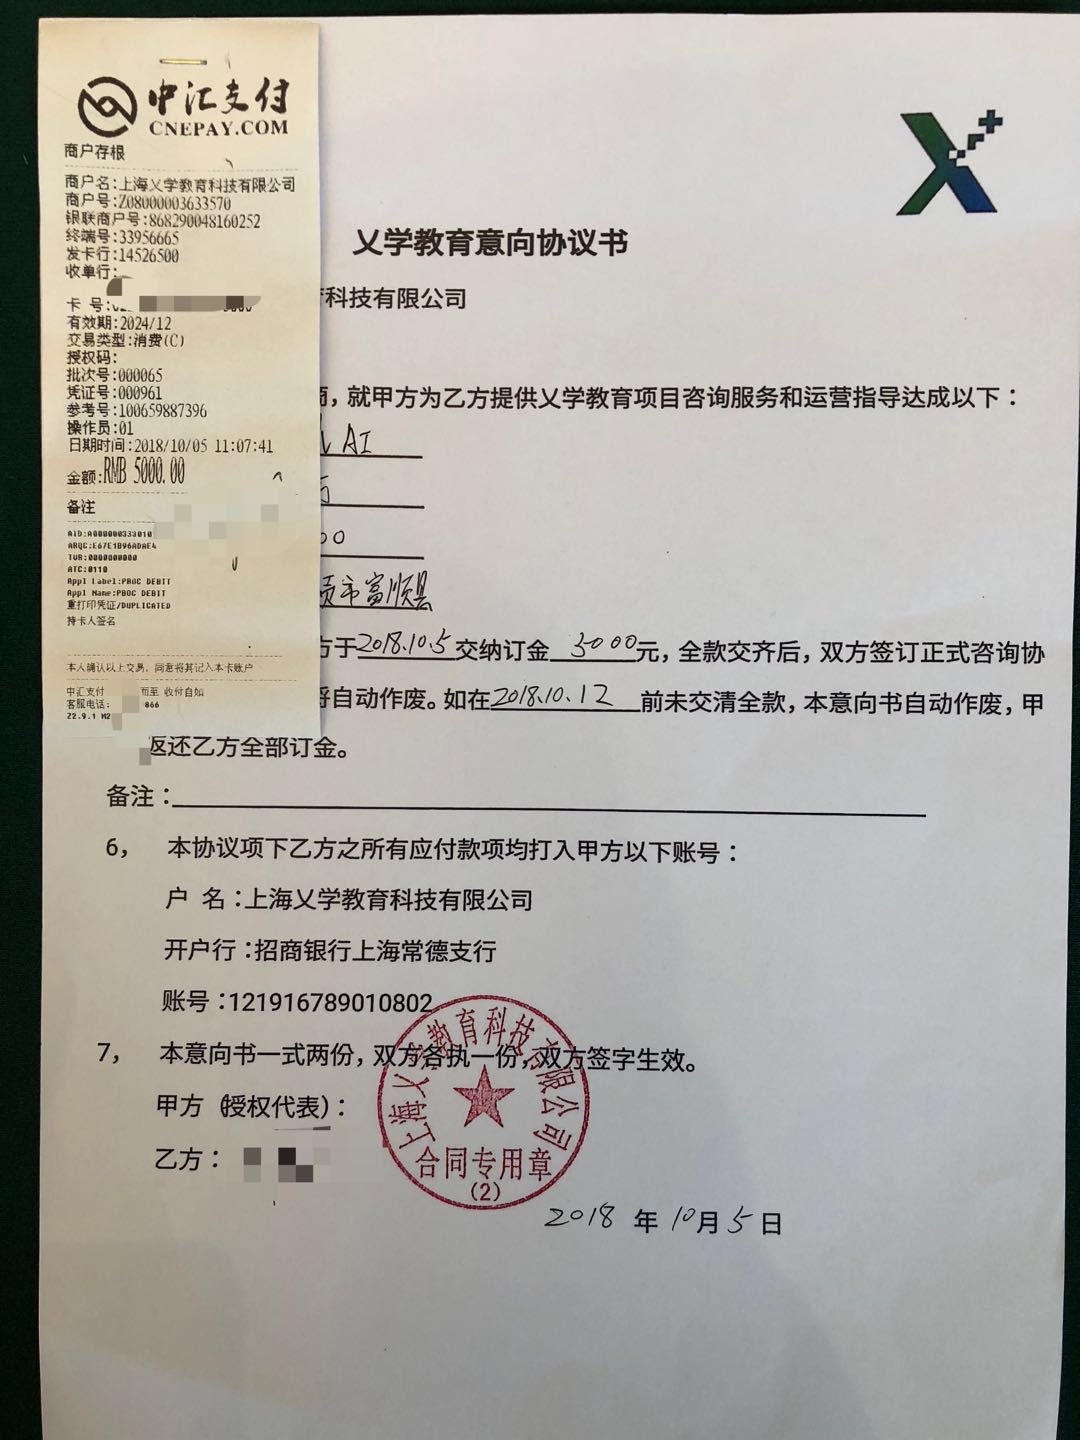 中汇支付
CNEPAY.COM
商户存根
商户名:上海乂学教育科技有限公司
商户号:Z08000003633570
银联商户号:868290048160252
终端号:33956665
发卡行:14526500
收单行:
卡 号:
有效期:2024/12
交易类型:消费(C)
授权码:
批次号:000065
凭证号:000961
参考号:100659887396
操作员:01
日期时间:2018/10/05 11:07:41
金额:RMB 5000.00
备注
AID:A000000333010
ARQC:E67E1B96ADAE4
TVR:0000000000
ATC:0110
Appl Label:PBOC DEBIT
Appl Name:PBOC DEBIT
重打印凭证/DUPLICATED
持卡人签名
本人确认以上交易，同意将其记入本卡账户
中汇支付 而至 收付自如
客服电话: 866
22.9.1 M2
X+
乂学教育意向协议书
育科技有限公司
，就甲方为乙方提供乂学教育项目咨询服务和运营指导达成以下：
AI
万
00
贡市富顺县
方于2018.10.5交纳订金5000元，全款交齐后，双方签订正式咨询协
将自动作废。如在2018.10.12前未交清全款，本意向书自动作废，甲
返还乙方全部订金。
备注：
6， 本协议项下乙方之所有应付款项均打入甲方以下账号：
户 名：上海乂学教育科技有限公司
开户行：招商银行上海常德支行
账号：121916789010802
7， 本意向书一式两份，双方各执一份，双方签字生效。
甲方（授权代表）：
乙方：
上海乂学教育科技有限公司
合同专用章
(2)
2018 年 10月 5 日